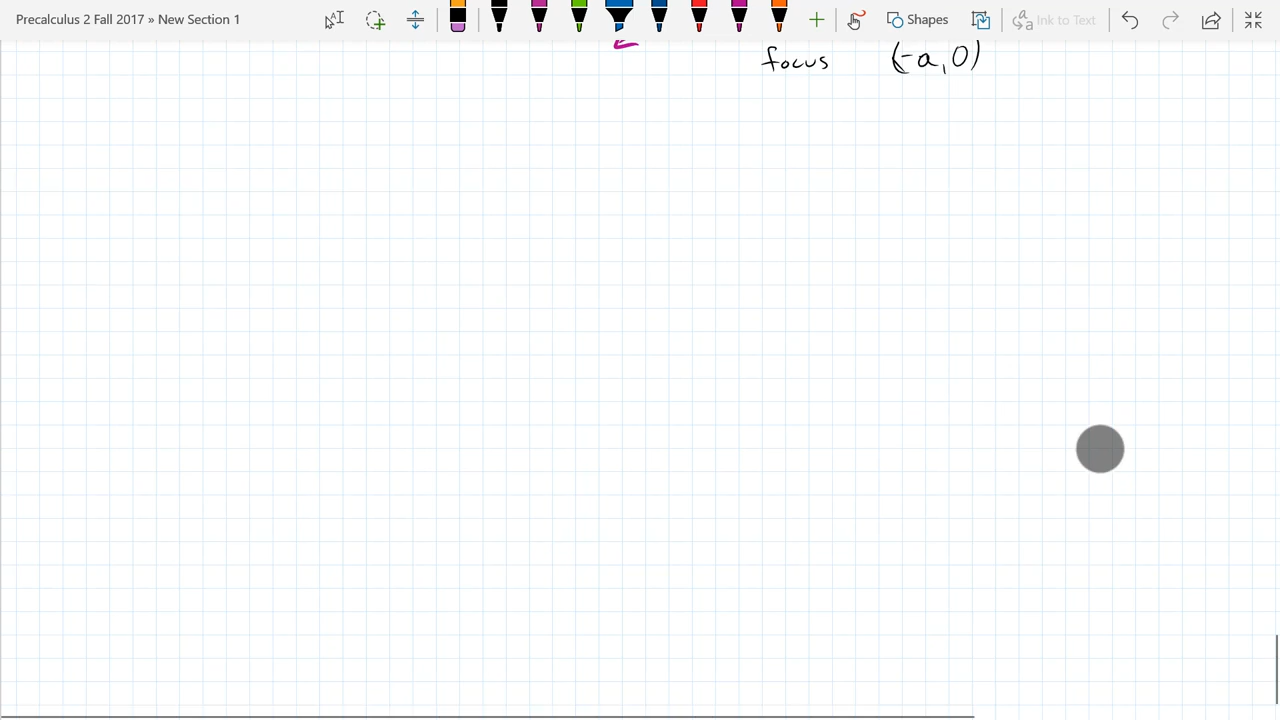 Precalculus 2 Fall 2017 > New Section 1
Shapes
Ink to Text
focus (-a, 0)